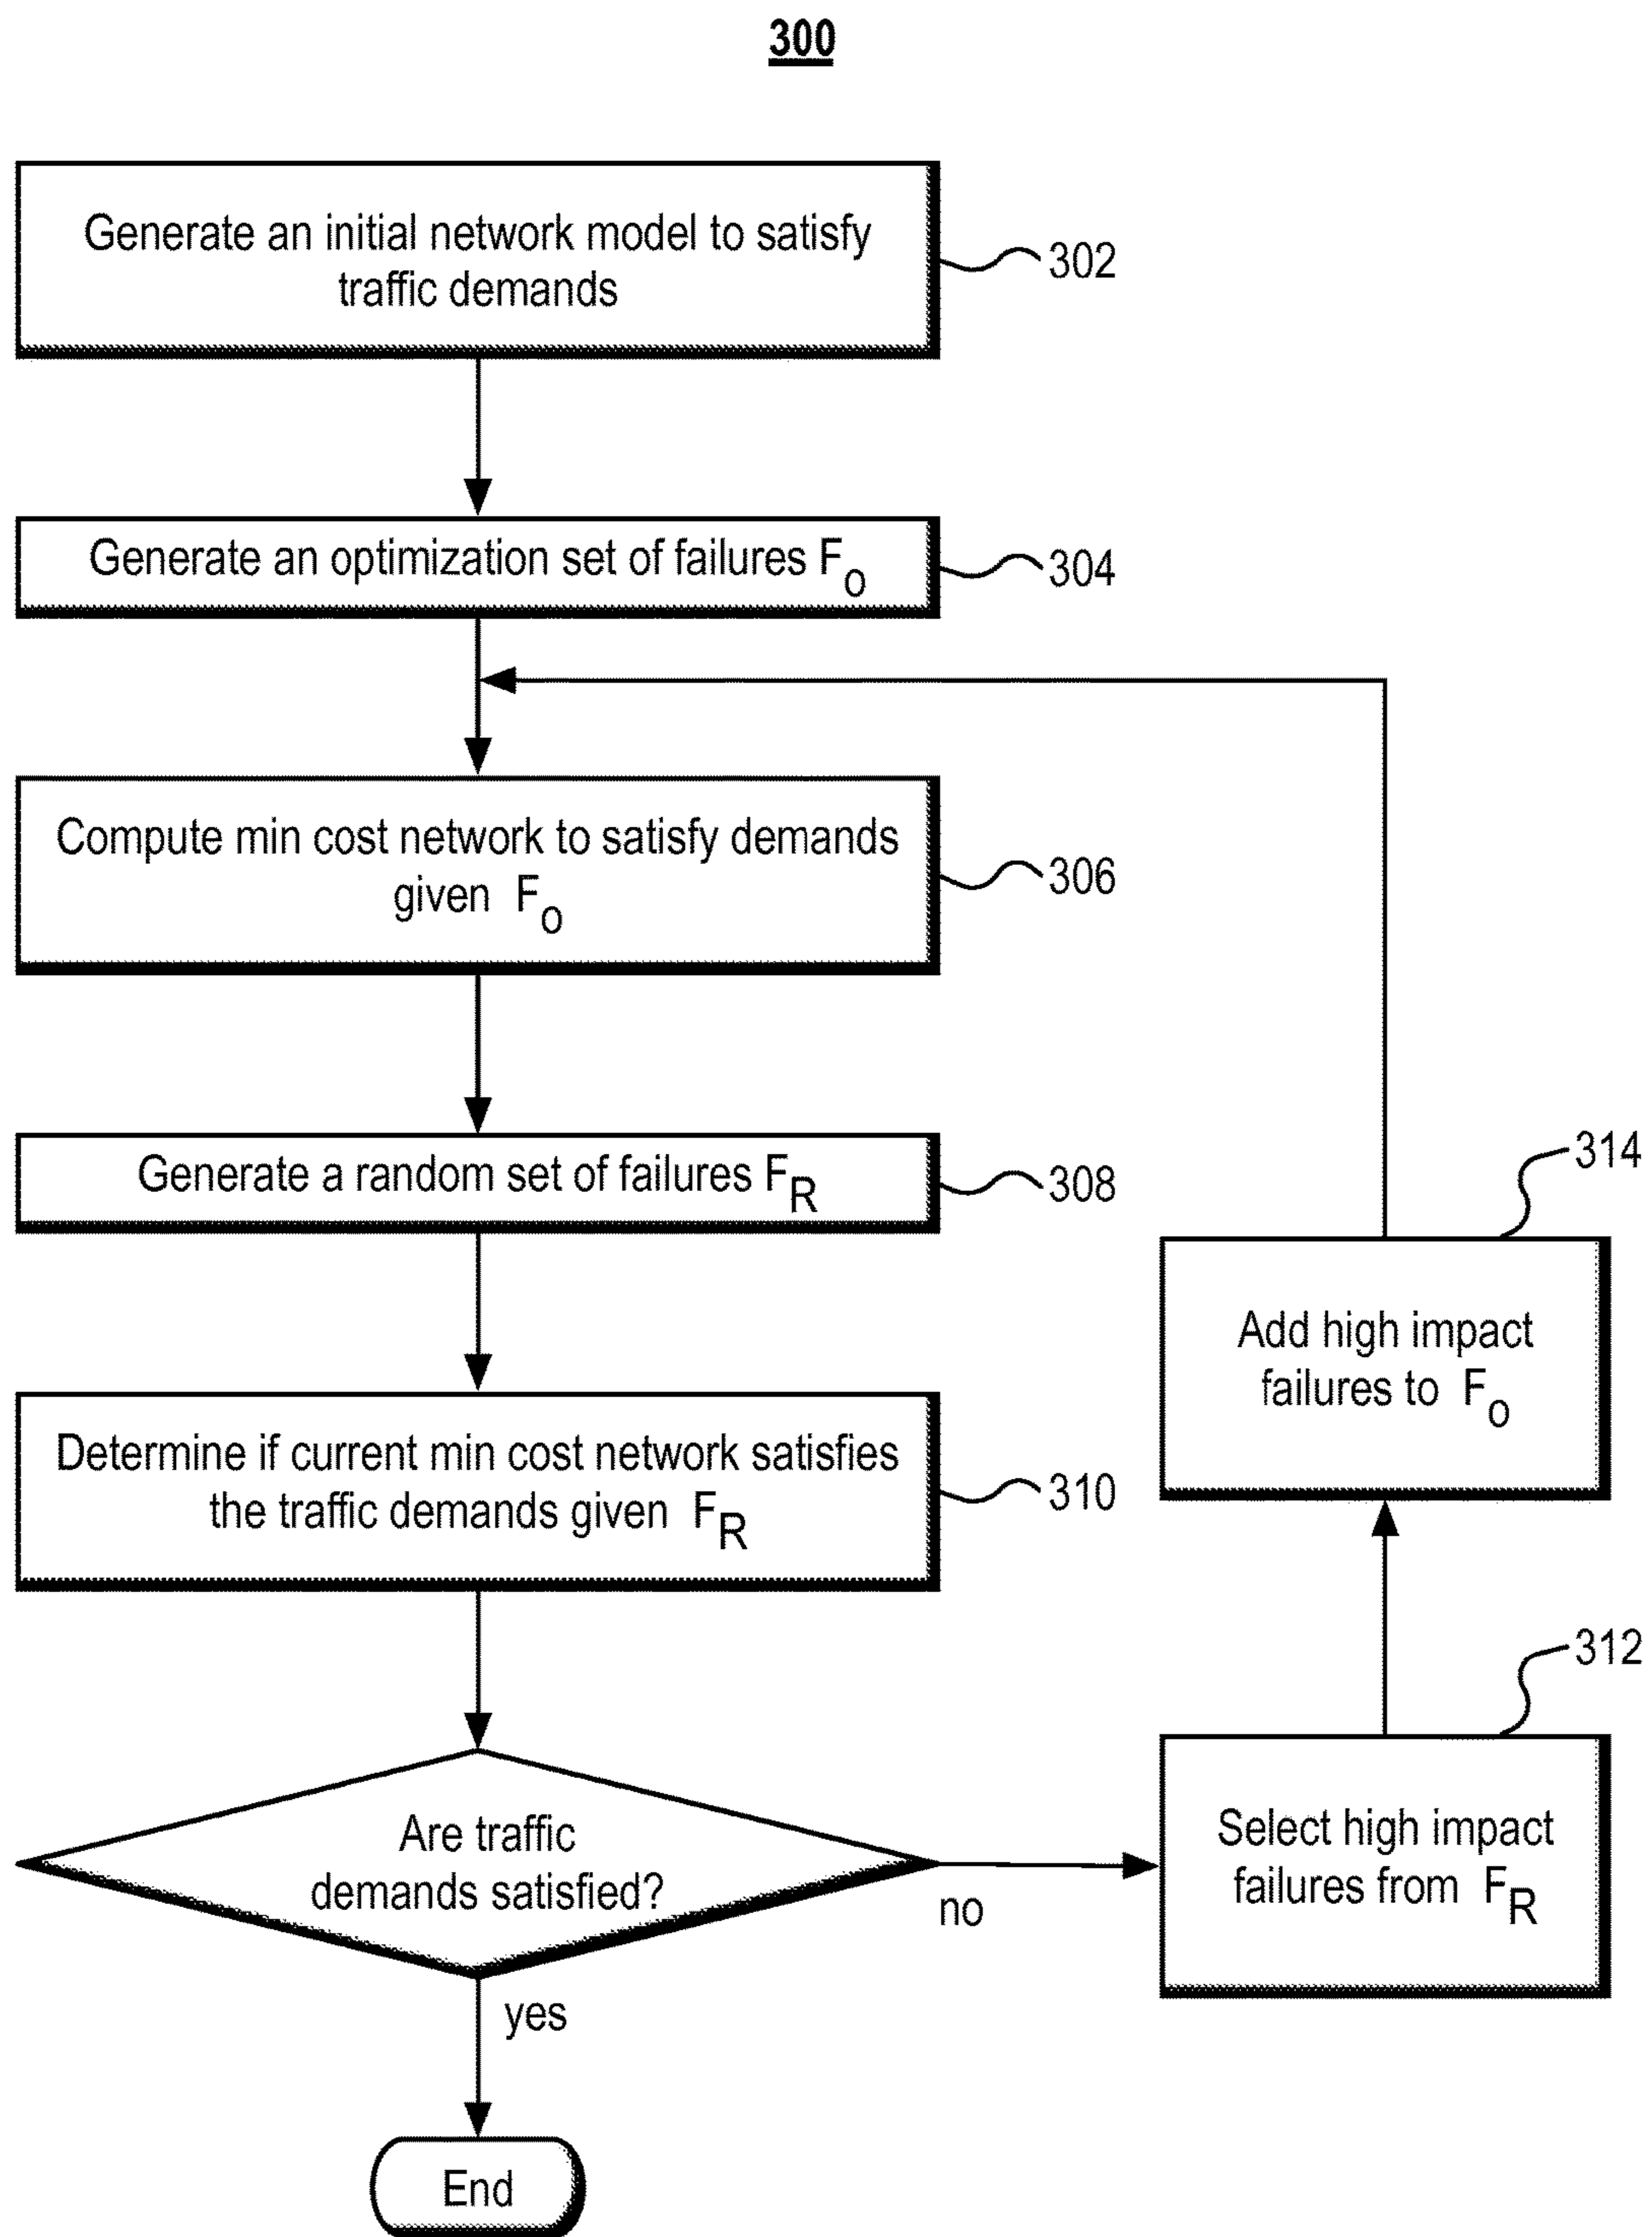 300
Generate an initial network model to satisfy
traffic demands
302
Generate an optimization set of failures Fo
304
Compute min cost network to satisfy demands
given Fo
306
Generate a random set of failures FR
308
Determine if current min cost network satisfies
the traffic demands given FR
310
Are traffic
demands satisfied?
no
yes
End
312
Select high impact
failures from FR
314
Add high impact
failures to Fo